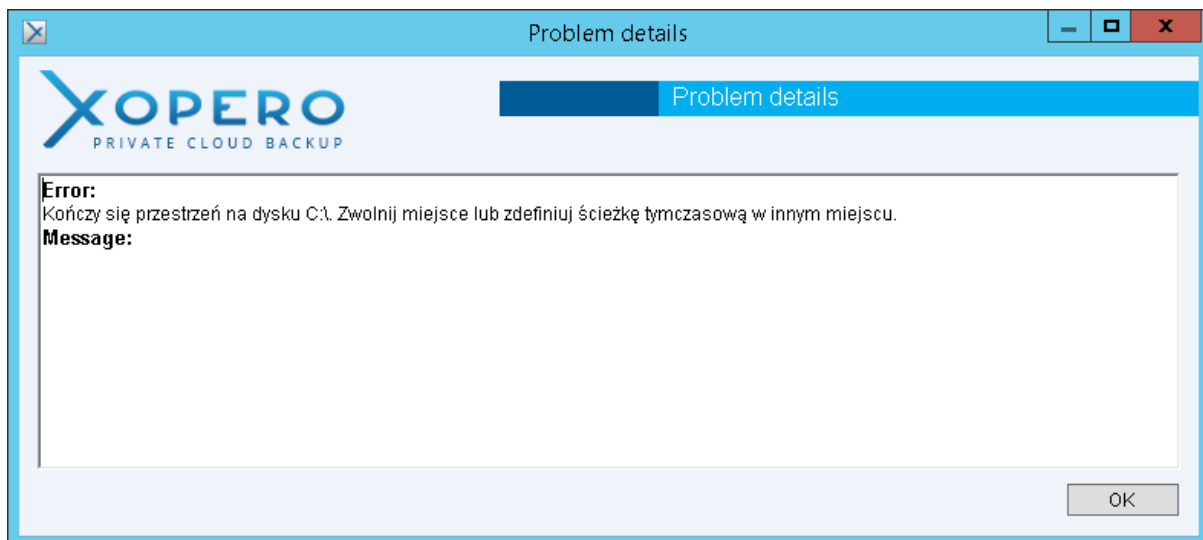 Problem details
XOPERO
PRIVATE CLOUD BACKUP
Problem details
Error:
Kończy się przestrzeń na dysku C:\. Zwolnij miejsce lub zdefiniuj ścieżkę tymczasową w innym miejscu.
Message:
OK